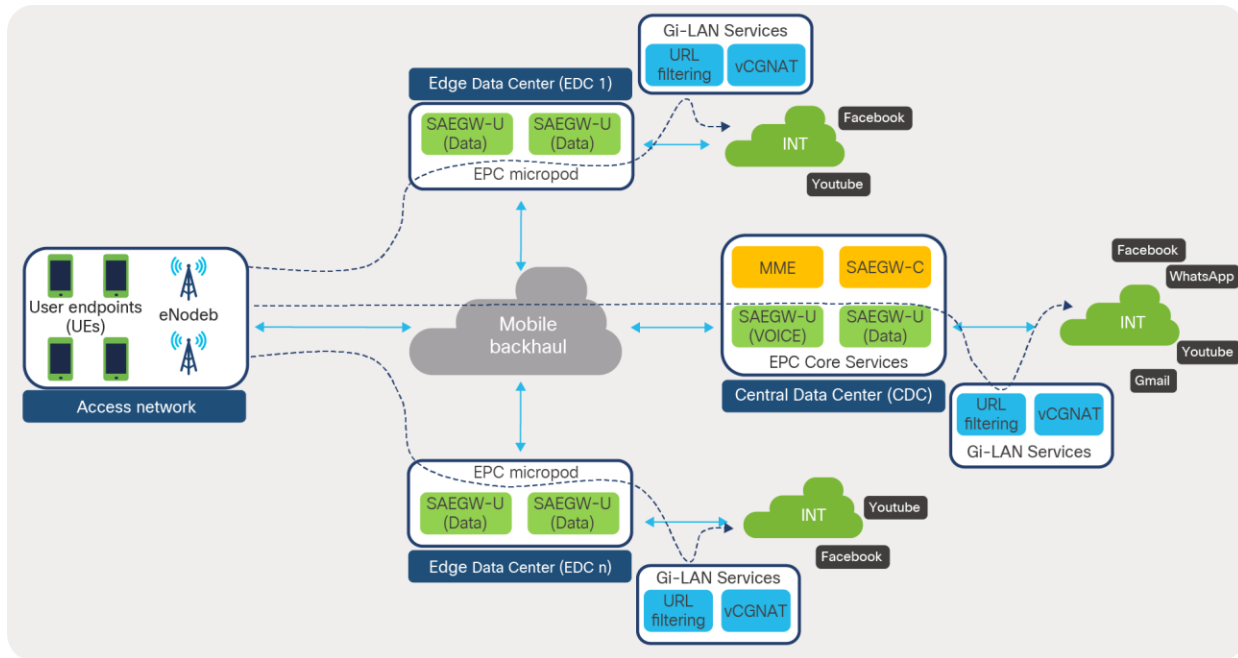 Gi-LAN Services
URL
filtering
vCGNAT
Edge Data Center (EDC 1)
SAEGW-U
(Data)
SAEGW-U
(Data)
EPC micropod
Facebook
INT
Youtube
User endpoints
(UEs)
eNodeb
Access network
Mobile
backhaul
MME
SAEGW-C
SAEGW-U
(VOICE)
SAEGW-U
(Data)
EPC Core Services
Central Data Center (CDC)
Facebook
WhatsApp
INT
Youtube
Gmail
URL
filtering
vCGNAT
Gi-LAN Services
EPC micropod
SAEGW-U
(Data)
SAEGW-U
(Data)
Edge Data Center (EDC n)
Youtube
INT
Facebook
Gi-LAN Services
URL
filtering
vCGNAT